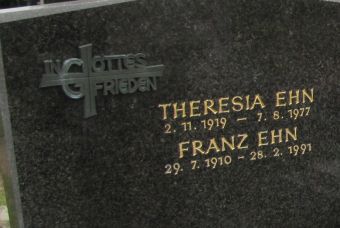 IN GOTTES
FRIEDEN
THERESIA EHN
2. 11. 1919 – 7. 8. 1977
FRANZ EHN
29. 7. 1910 – 28. 2. 1991